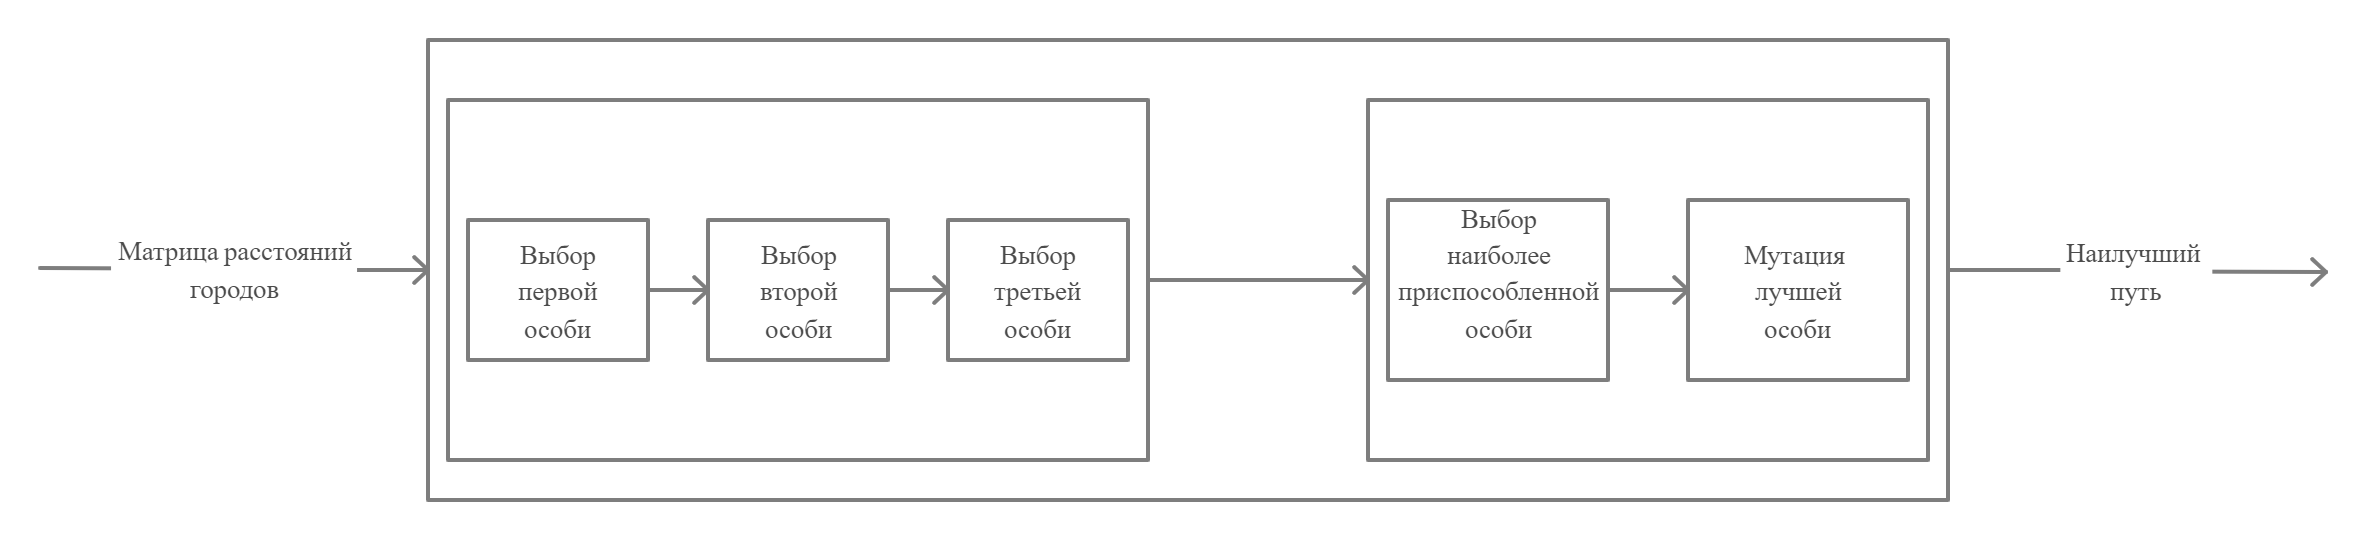 Матрица расстояний
городов
Выбор
первой
особи
Выбор
второй
особи
Выбор
третьей
особи
Выбор
наиболее
приспособленной
особи
Мутация
лучшей
особи
Наилучший
путь